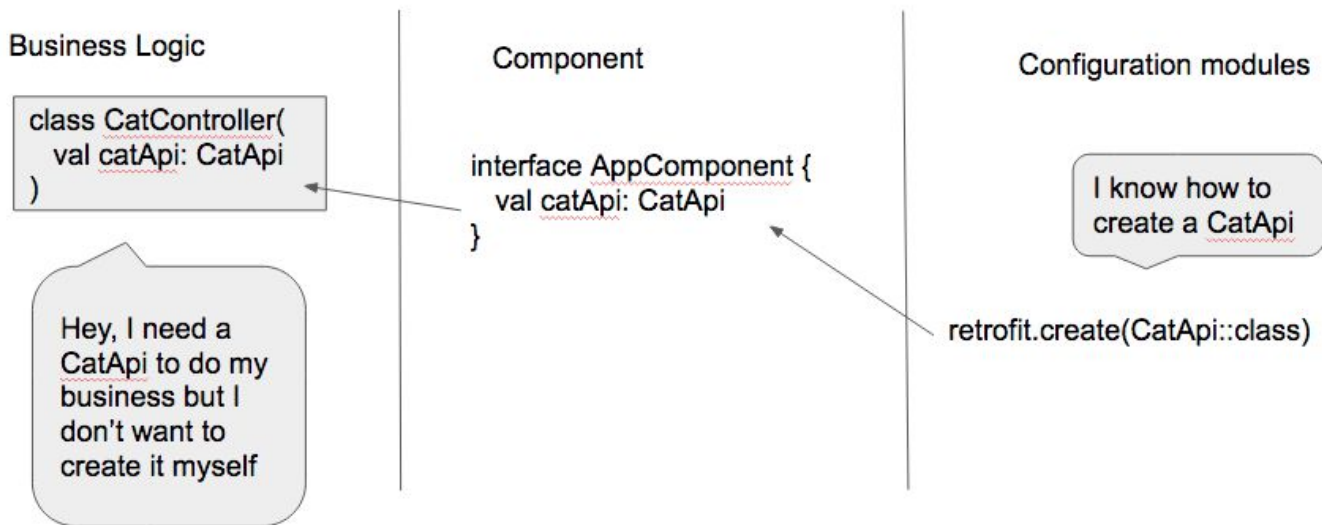 Business Logic
class CatController(
val catApi: CatApi
)
Hey, I need a
CatApi to do my
business but I
don't want to
create it myself
Component
interface AppComponent {
val catApi: CatApi
}
Configuration modules
I know how to
create a CatApi
retrofit.create(CatApi::class)